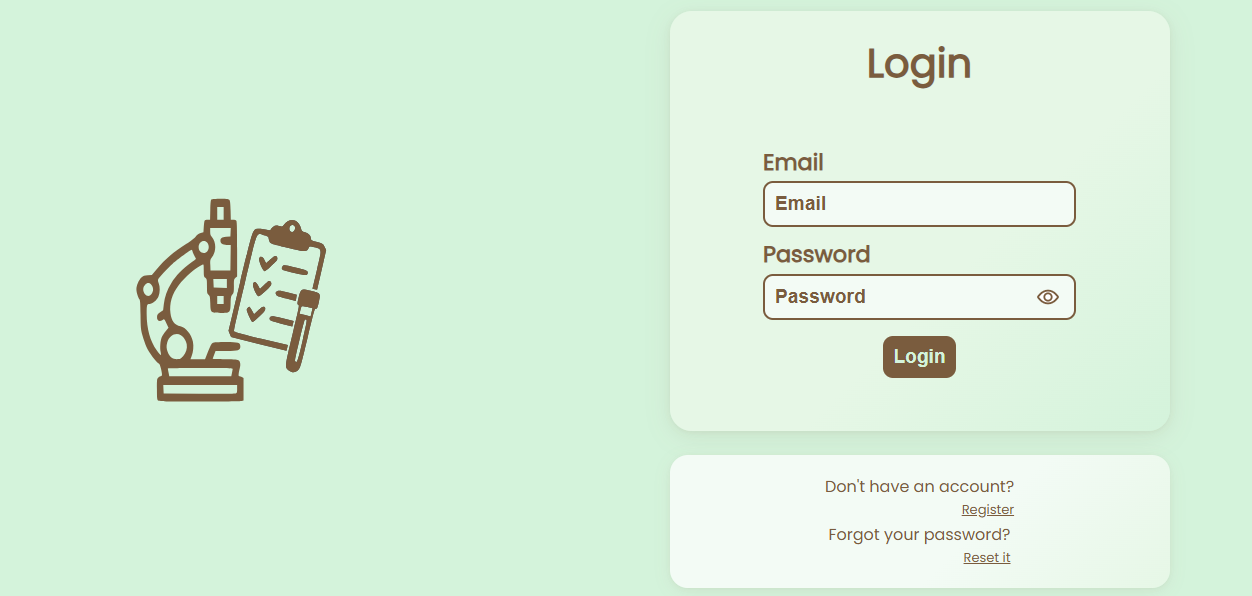 Login
Email
Email
Password
Password
Login
Don't have an account?
Register
Forgot your password?
Reset it